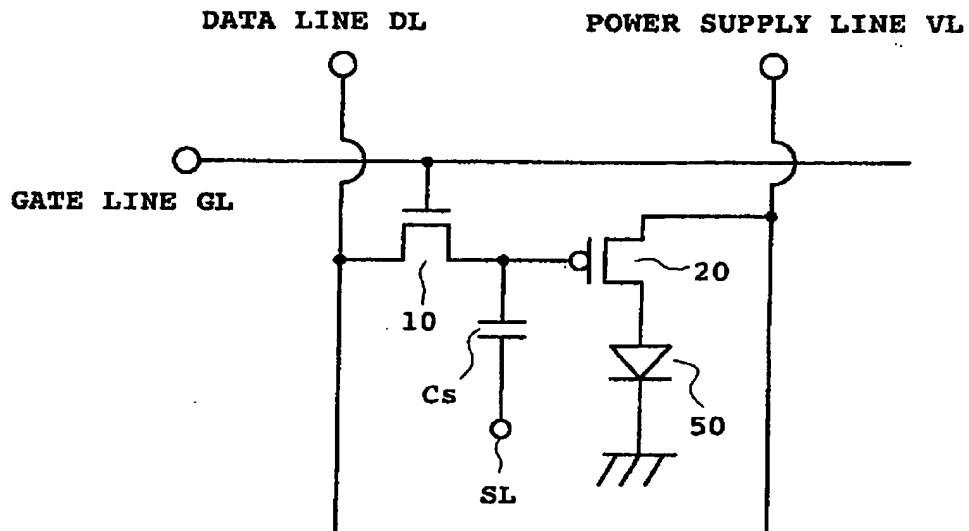 DATA LINE DL
POWER SUPPLY LINE VL
GATE LINE GL
20
10
Cs
50
SL